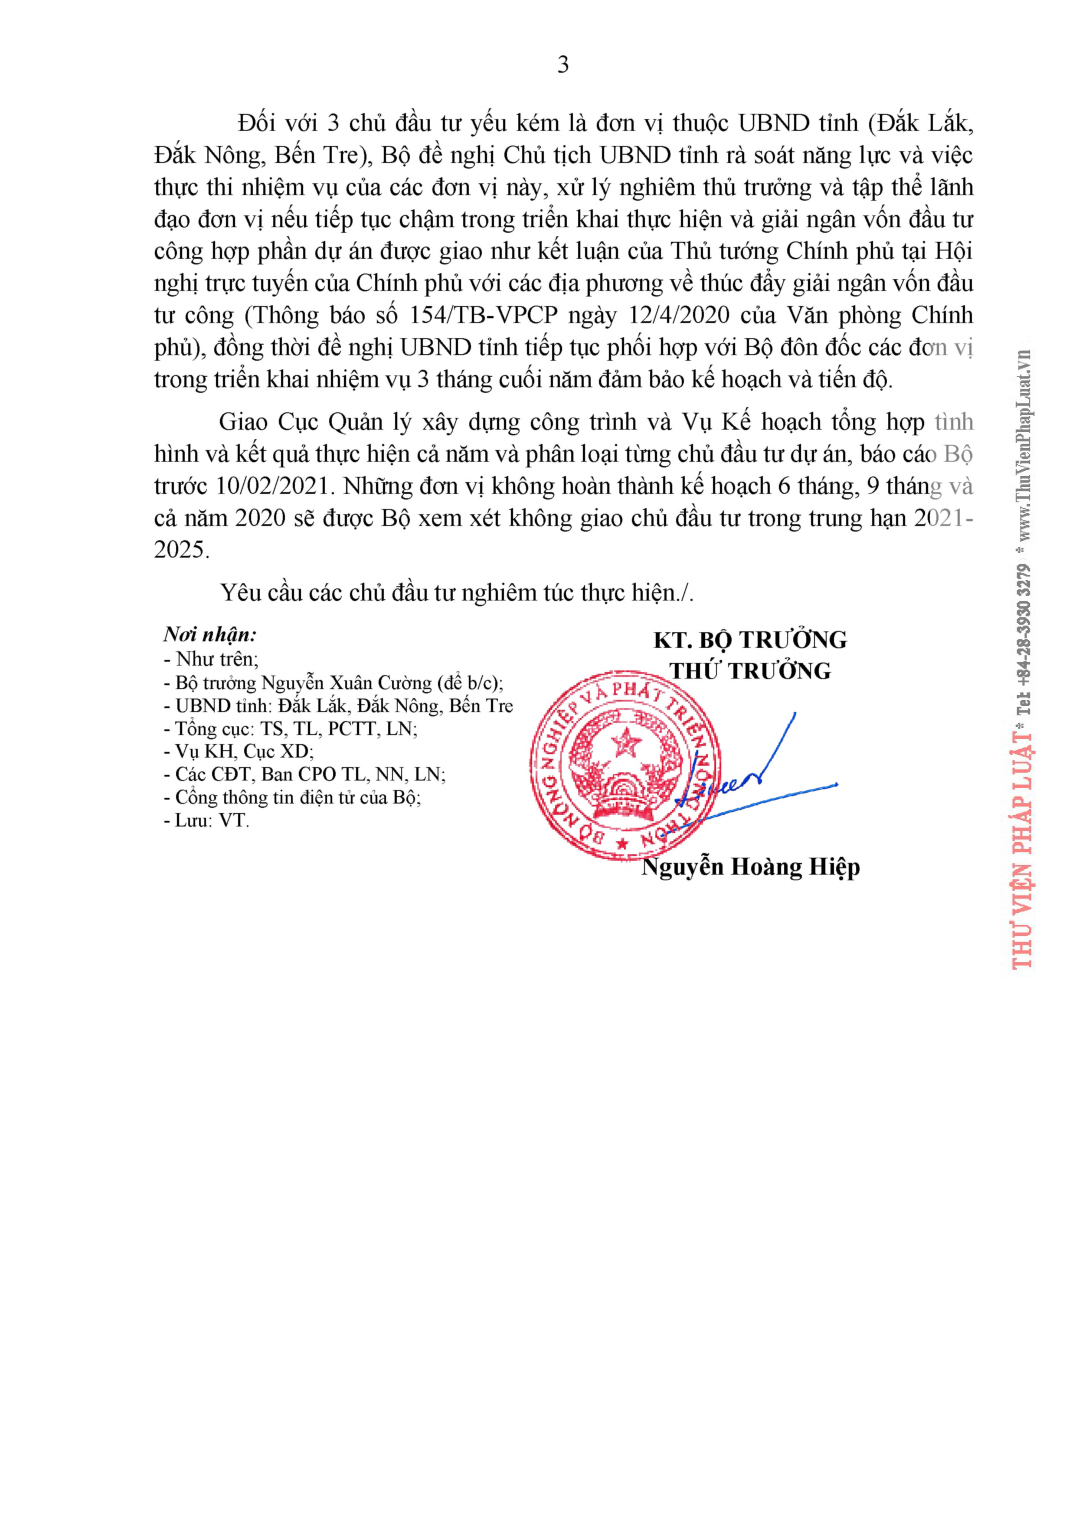 3
Đối với 3 chủ đầu tư yếu kém là đơn vị thuộc UBND tỉnh (Đắk Lắk,
Đắk Nông, Bến Tre), Bộ đề nghị Chủ tịch UBND tỉnh rà soát năng lực và việc
thực thi nhiệm vụ của các đơn vị này, xử lý nghiêm thủ trưởng và tập thể lãnh
đạo đơn vị nếu tiếp tục chậm trong triển khai thực hiện và giải ngân vốn đầu tư
công hợp phần dự án được giao như kết luận của Thủ tướng Chính phủ tại Hội
nghị trực tuyến của Chính phủ với các địa phương về thúc đẩy giải ngân vốn đầu
tư công (Thông báo số 154/TB-VPCP ngày 12/4/2020 của Văn phòng Chính
phủ), đồng thời đề nghị UBND tỉnh tiếp tục phối hợp với Bộ đôn đốc các đơn vị
trong triển khai nhiệm vụ 3 tháng cuối năm đảm bảo kế hoạch và tiến độ.
Giao Cục Quản lý xây dựng công trình và Vụ Kế hoạch tổng hợp tình
hình và kết quả thực hiện cả năm và phân loại từng chủ đầu tư dự án, báo cáo Bộ
trước 10/02/2021. Những đơn vị không hoàn thành kế hoạch 6 tháng, 9 tháng và
cả năm 2020 sẽ được Bộ xem xét không giao chủ đầu tư trong trung hạn 2021-
2025.
Yêu cầu các chủ đầu tư nghiêm túc thực hiện./.
Nơi nhận:
- Như trên;
- Bộ trưởng Nguyễn Xuân Cường (để b/c);
- UBND tỉnh: Đắk Lắk, Đắk Nông, Bến Tre
- Tổng cục: TS, TL, PCTT, LN;
- Vụ KH, Cục XD;
- Các CĐT, Ban CPO TL, NN, LN;
- Cổng thông tin điện tử của Bộ;
- Lưu: VT.
KT. BỘ TRƯỞNG
THỨ TRƯỞNG
BỘ NÔNG NGHIỆP VÀ PHÁT TRIỂN NÔNG THÔN
Nguyễn Hoàng Hiệp
THƯ VIỆN PHÁP LUẬT * Tel: +84-28-3930 3279 * www.ThuVienPhapLuat.vn